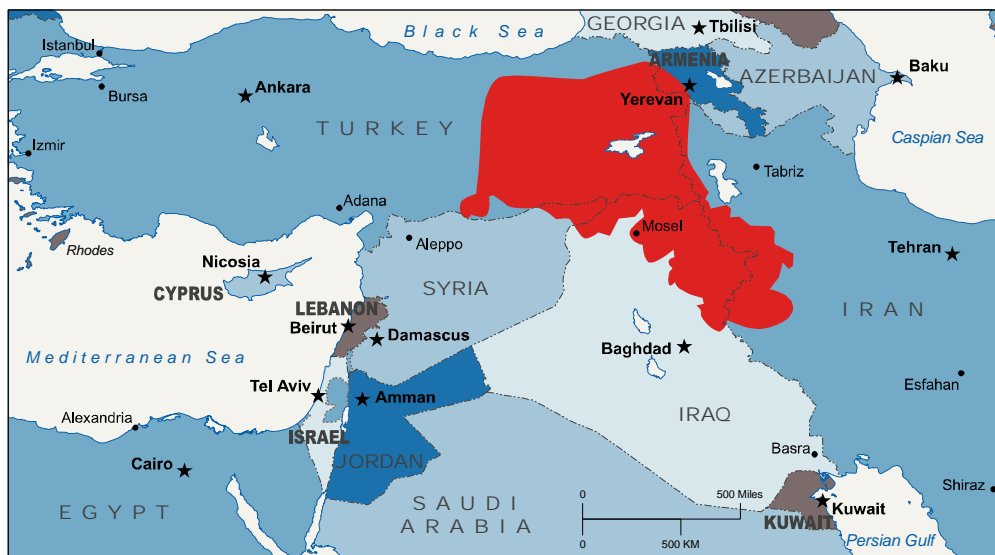 Black Sea
GEORGIA
Tbilisi
Istanbul
ARMENIA
AZERBAIJAN
Baku
Bursa
Ankara
Yerevan
TURKEY
Caspian Sea
Izmir
Tabriz
Adana
Rhodes
Aleppo
Mosel
Tehran
Nicosia
CYPRUS
SYRIA
LEBANON
IRAN
Beirut
Damascus
Baghdad
Mediterranean Sea
Tel Aviv
Amman
Esfahan
Alexandria
ISRAEL
IRAQ
Cairo
JORDAN
Basra
Shiraz
EGYPT
SAUDI
ARABIA
0
500 Miles
0
500 KM
KUWAIT
Kuwait
Persian Gulf